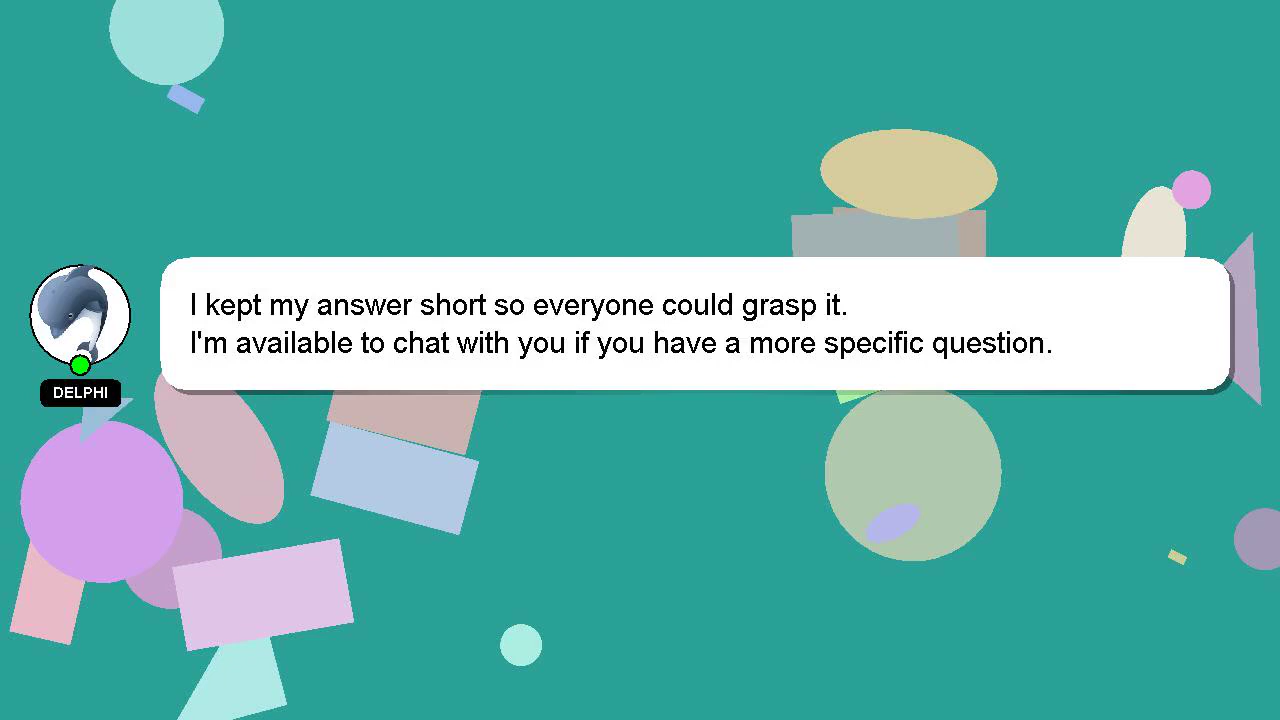 I kept my answer short so everyone could grasp it.
I'm available to chat with you if you have a more specific question.
DELPHI